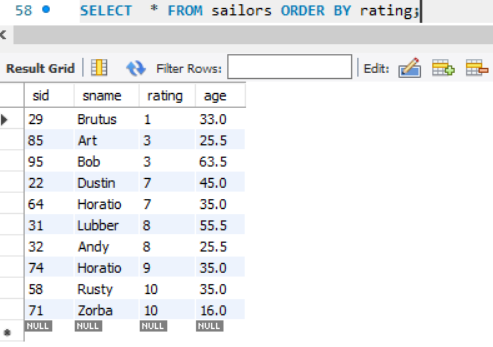 58 SELECT * FROM sailors ORDER BY rating;
Result Grid Filter Rows: Edit:
sid sname rating age
29 Brutus 1 33.0
85 Art 3 25.5
95 Bob 3 63.5
22 Dustin 7 45.0
64 Horatio 7 35.0
31 Lubber 8 55.5
32 Andy 8 25.5
74 Horatio 9 35.0
58 Rusty 10 35.0
71 Zorba 10 16.0
NULL NULL NULL NULL